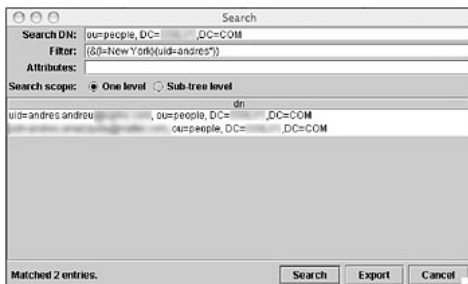 Search
Search DN: ou=people, DC= ,DC=COM
Filter: (&(l=New York)(uid=andres*))
Attributes:
Search scope: One level Sub-tree level
dn
uid=andres.andreu , ou=people, DC= ,DC=COM
ou=people, DC= ,DC=COM
Matched 2 entries. Search Export Cancel